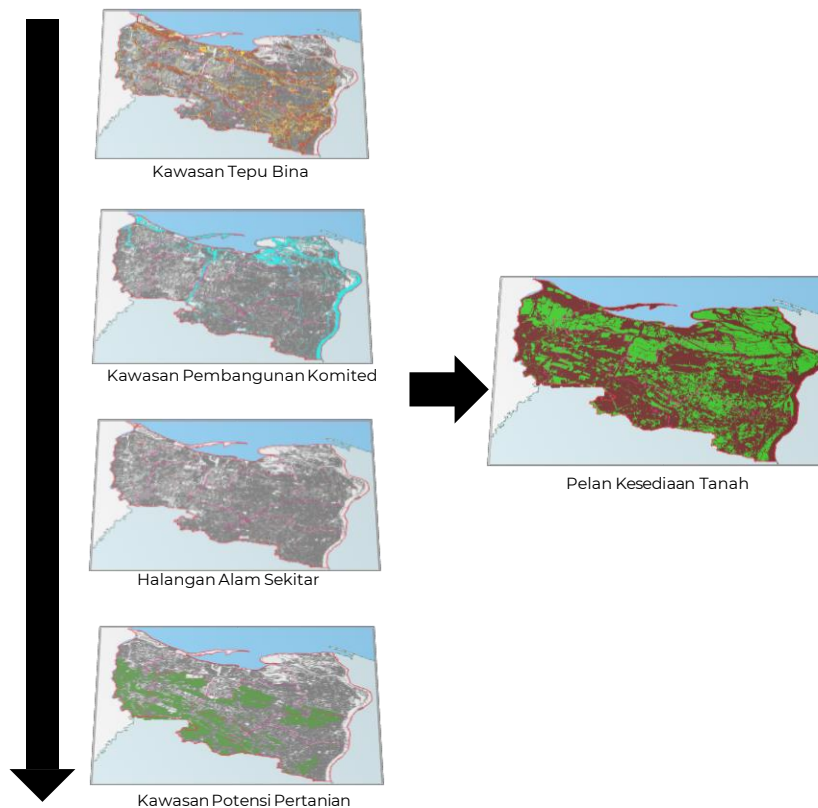 Kawasan Tepu Bina
Kawasan Pembangunan Komited
Pelan Kesediaan Tanah
Halangan Alam Sekitar
Kawasan Potensi Pertanian